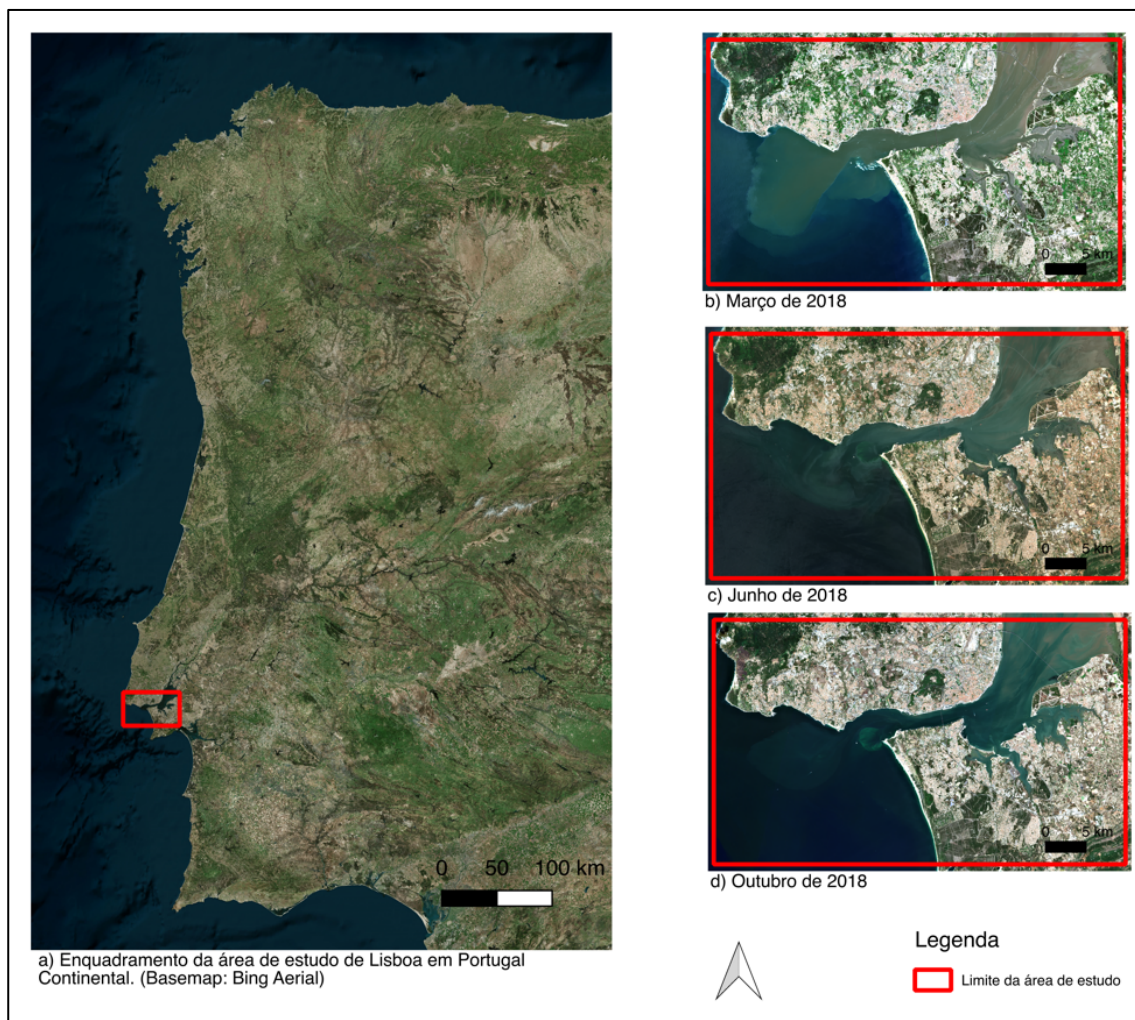 0 50 100 km
a) Enquadramento da área de estudo de Lisboa em Portugal
Continental. (Basemap: Bing Aerial)
0 5 km
b) Março de 2018
0 5 km
c) Junho de 2018
0 5 km
d) Outubro de 2018
Legenda
Limite da área de estudo